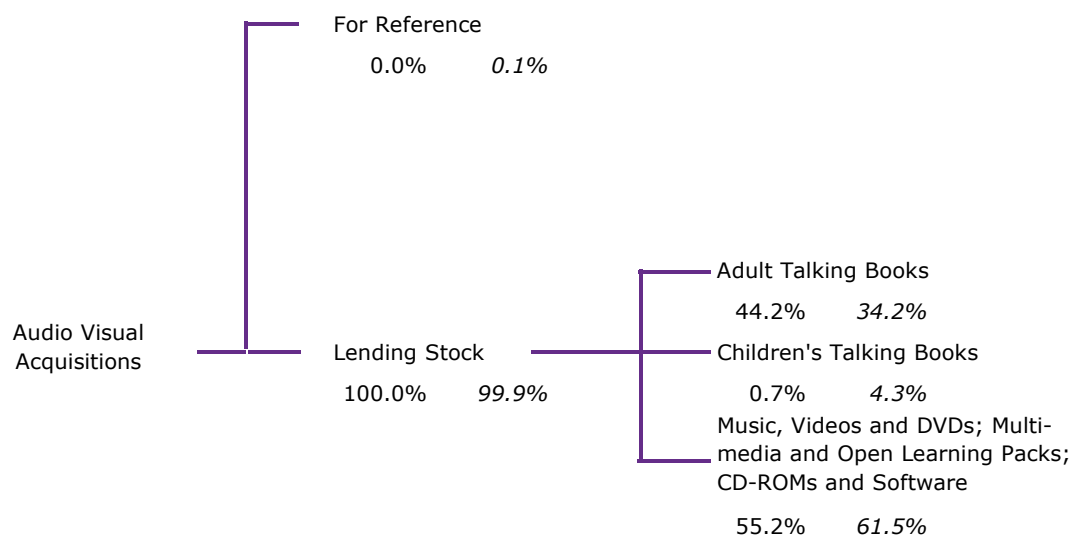 For Reference
0.0% 0.1%
Audio Visual
Acquisitions
Lending Stock
100.0% 99.9%
Adult Talking Books
44.2% 34.2%
Children's Talking Books
0.7% 4.3%
Music, Videos and DVDs; Multi-
media and Open Learning Packs;
CD-ROMs and Software
55.2% 61.5%